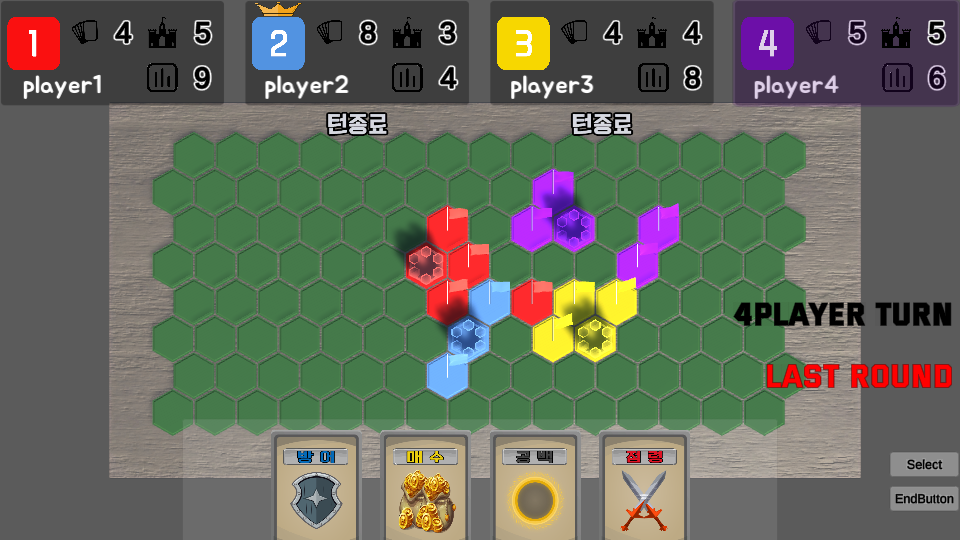 1 4 5
player1 9
2 8 3
player2 4
3 4 4
player3 8
4 5 5
player4 6
턴종료 턴종료
4PLAYER TURN
LAST ROUND
방어 매수 공백 점령
Select
EndButton